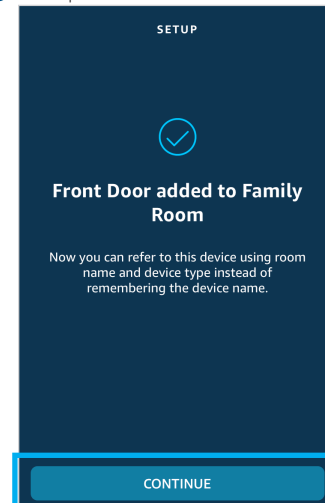 SETUP
Front Door added to Family
Room
Now you can refer to this device using room
name and device type instead of
remembering the device name.
CONTINUE